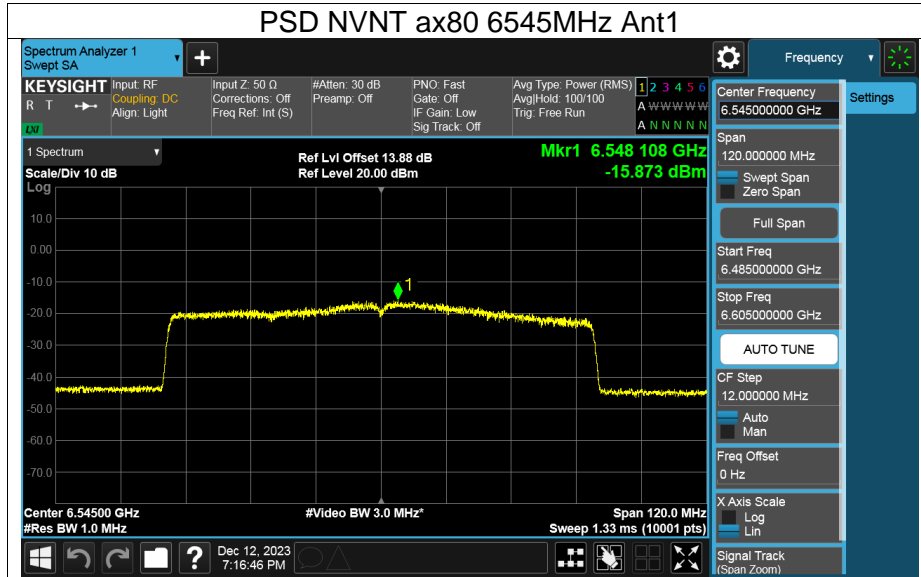 PSD NVNT ax80 6545MHz Ant1
Spectrum Analyzer 1
Swept SA
+
Frequency
KEYSIGHT
R T
LXI
Input: RF
Coupling: DC
Align: Light
Input Z: 50 Ω
Corrections: Off
Freq Ref: Int (S)
#Atten: 30 dB
Preamp: Off
PNO: Fast
Gate: Off
IF Gain: Low
Sig Track: Off
Avg Type: Power (RMS)
Avg|Hold: 100/100
Trig: Free Run
1 2 3 4 5 6
A W W W W W
A N N N N N
Center Frequency
6.545000000 GHz
Settings
Span
120.000000 MHz
Swept Span
Zero Span
Full Span
Start Freq
6.485000000 GHz
Stop Freq
6.605000000 GHz
AUTO TUNE
CF Step
12.000000 MHz
Auto
Man
Freq Offset
0 Hz
X Axis Scale
Log
Lin
Signal Track
(Span Zoom)
1 Spectrum
Scale/Div 10 dB
Ref Lvl Offset 13.88 dB
Ref Level 20.00 dBm
Mkr1 6.548 108 GHz
-15.873 dBm
Log
10.0
0.00
-10.0
-20.0
-30.0
-40.0
-50.0
-60.0
-70.0
1
Center 6.54500 GHz
#Video BW 3.0 MHz*
Span 120.0 MHz
#Res BW 1.0 MHz
Sweep 1.33 ms (10001 pts)
?
Dec 12, 2023
7:16:46 PM